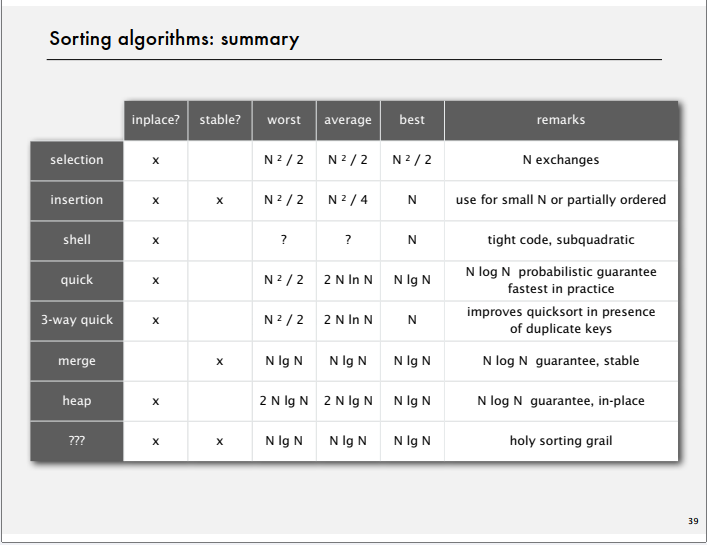 Sorting algorithms: summary
inplace? stable? worst average best remarks
selection x N ² / 2 N ² / 2 N ² / 2 N exchanges
insertion x x N ² / 2 N ² / 4 N use for small N or partially ordered
shell x ? ? N tight code, subquadratic
quick x N ² / 2 2 N ln N N lg N N log N probabilistic guarantee
fastest in practice
3-way quick x N ² / 2 2 N ln N N improves quicksort in presence
of duplicate keys
merge x N lg N N lg N N lg N N log N guarantee, stable
heap x 2 N lg N 2 N lg N N lg N N log N guarantee, in-place
??? x x N lg N N lg N N lg N holy sorting grail
39